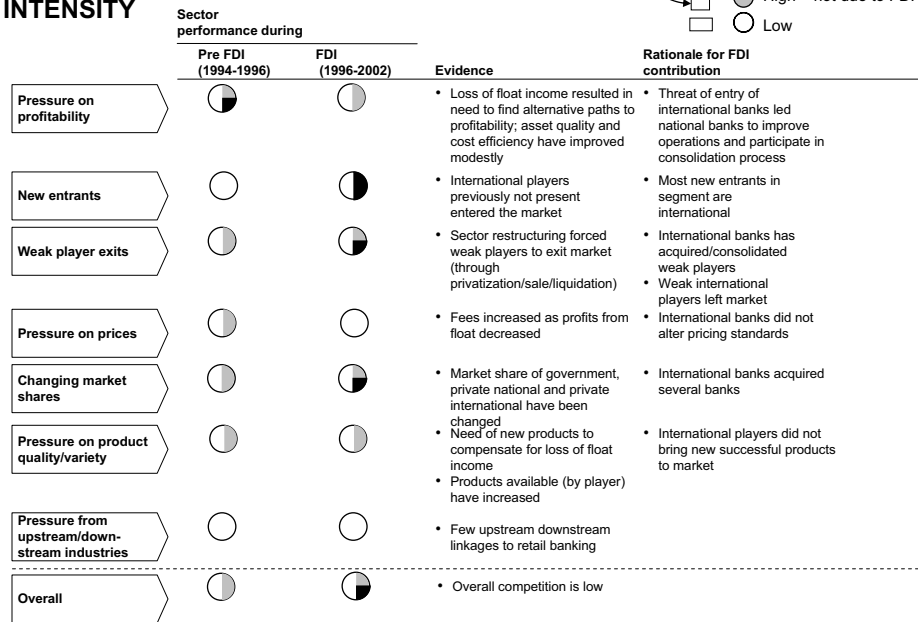 INTENSITY
High – not due to FDI
Low
Sector
performance during
Pre FDI
(1994-1996)
FDI
(1996-2002)
Evidence
Rationale for FDI
contribution
Pressure on
profitability
• Loss of float income resulted in
need to find alternative paths to
profitability; asset quality and
cost efficiency have improved
modestly
• Threat of entry of
international banks led
national banks to improve
operations and participate in
consolidation process
New entrants
• International players
previously not present
entered the market
• Most new entrants in
segment are
international
Weak player exits
• Sector restructuring forced
weak players to exit market
(through
privatization/sale/liquidation)
• International banks has
acquired/consolidated
weak players
• Weak international
players left market
Pressure on prices
• Fees increased as profits from
float decreased
• International banks did not
alter pricing standards
Changing market
shares
• Market share of government,
private national and private
international have been
changed
• International banks acquired
several banks
Pressure on product
quality/variety
• Need of new products to
compensate for loss of float
income
• Products available (by player)
have increased
• International players did not
bring new successful products
to market
Pressure from
upstream/down-
stream industries
• Few upstream downstream
linkages to retail banking
Overall
• Overall competition is low